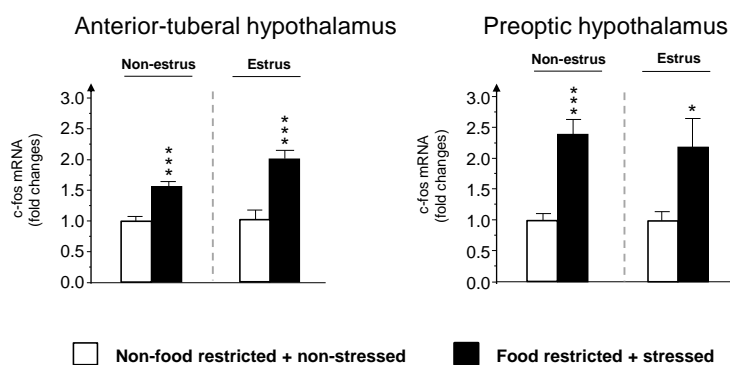 Anterior-tuberal hypothalamus
Non-estrus
Estrus
c-fos mRNA
(fold changes)
3.0
2.5
2.0
1.5
1.0
0.5
0.0
***
***
Preoptic hypothalamus
Non-estrus
Estrus
c-fos mRNA
(fold changes)
3.0
2.5
2.0
1.5
1.0
0.5
0.0
***
*
Non-food restricted + non-stressed
Food restricted + stressed